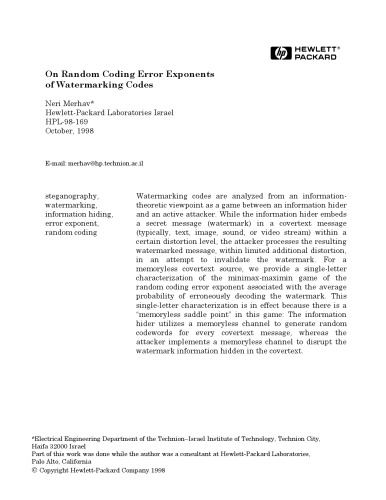 hp HEWLETT®
PACKARD
On Random Coding Error Exponents
of Watermarking Codes
Neri Merhav*
Hewlett-Packard Laboratories Israel
HPL-98-169
October, 1998
E-mail: merhav@hp.technion.ac.il
steganography,
watermarking,
information hiding,
error exponent,
random coding
Watermarking codes are analyzed from an information-
theoretic viewpoint as a game between an information hider
and an active attacker. While the information hider embeds
a secret message (watermark) in a covertext message
(typically, text, image, sound, or video stream) within a
certain distortion level, the attacker processes the resulting
watermarked message, within limited additional distortion,
in an attempt to invalidate the watermark. For a
memoryless covertext source, we provide a single-letter
characterization of the minimax-maximin game of the
random coding error exponent associated with the average
probability of erroneously decoding the watermark. This
single-letter characterization is in effect because there is a
"memoryless saddle point" in this game: The information
hider utilizes a memoryless channel to generate random
codewords for every covertext message, whereas the
attacker implements a memoryless channel to disrupt the
watermark information hidden in the covertext.
*Electrical Engineering Department of the Technion–Israel Institute of Technology, Technion City,
Haifa 32000 Israel
Part of this work was done while the author was a consultant at Hewlett-Packard Laboratories,
Palo Alto, California
© Copyright Hewlett-Packard Company 1998